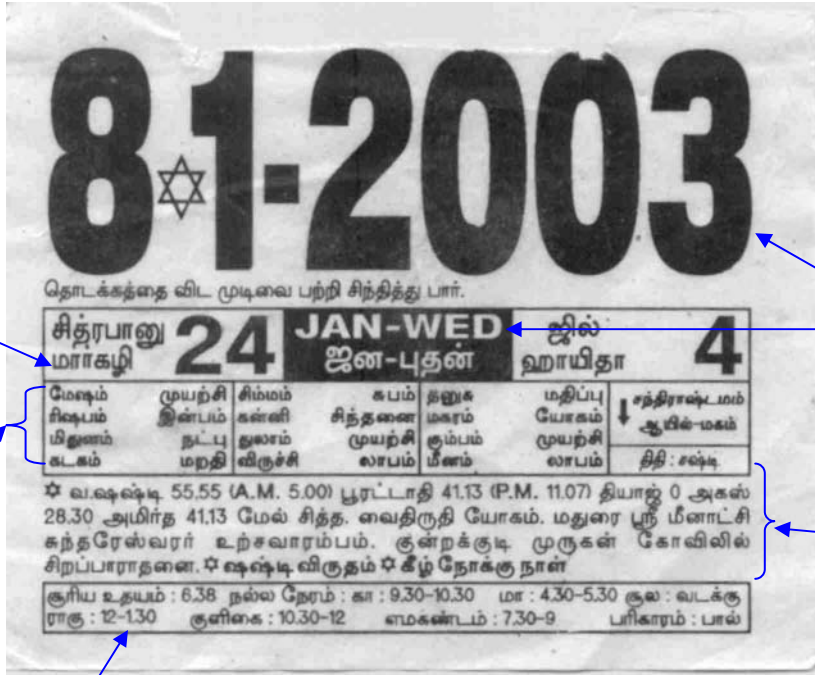 8-1-2003
தொடக்கத்தை விட முடிவை பற்றி சிந்தித்து பார்.
சித்ரபானு 24 JAN-WED ஜில் 4
மார்கழி ஜன-புதன் ஹாயிதா
மேஷம் முயற்சி சிம்மம் சுபம் தனுசு மதிப்பு சந்திராஷ்டமம்
ரிஷபம் இன்பம் கன்னி சிந்தனை மகரம் யோகம் ஆயில்-மகம்
மிதுனம் நட்பு துலாம் முயற்சி கும்பம் முயற்சி
கடகம் மறதி விருச்சி லாபம் மீனம் லாபம் திதி : சஷ்டி
வ.ஷஷ்டி 55.55 (A.M. 5.00) பூரட்டாதி 41.13 (P.M. 11.07) தியாஜ் 0 அகஸ்
28.30 அமிர்த 41.13 மேல் சித்த. வைதிருதி யோகம். மதுரை ஸ்ரீ மீனாட்சி
சுந்தரேஸ்வரர் உற்சவாரம்பம். குன்றக்குடி முருகன் கோவிலில்
சிறப்பாராதனை. ஷஷ்டி விருதம் கீழ் நோக்கு நாள்
சூரிய உதயம் : 6.38 நல்ல நேரம் : கா : 9.30-10.30 மா : 4.30-5.30 சூல : வடக்கு
ராகு : 12-1.30 குளிகை : 10.30-12 எமகண்டம் : 7.30-9 பரிகாரம் : பால்